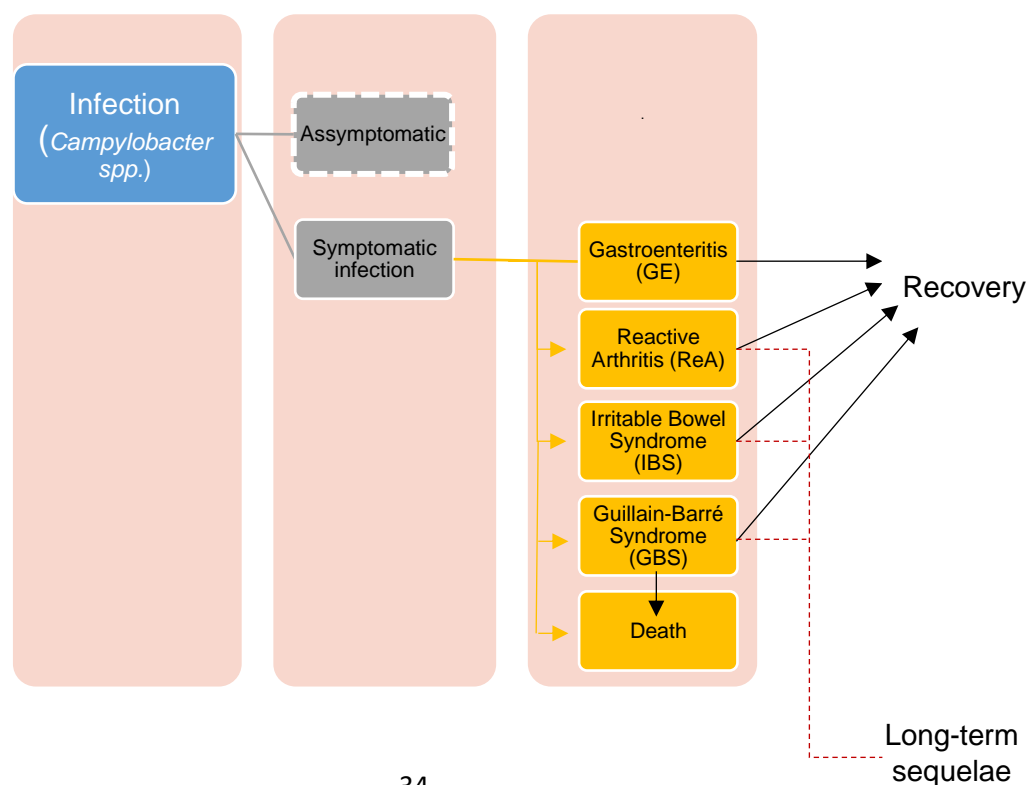 Infection
(Campylobacter
spp.)
Assymptomatic
.
Symptomatic
infection
Gastroenteritis
(GE)
Recovery
Reactive
Arthritis (ReA)
Irritable Bowel
Syndrome
(IBS)
Guillain-Barré
Syndrome
(GBS)
Death
Long-term
sequelae
34